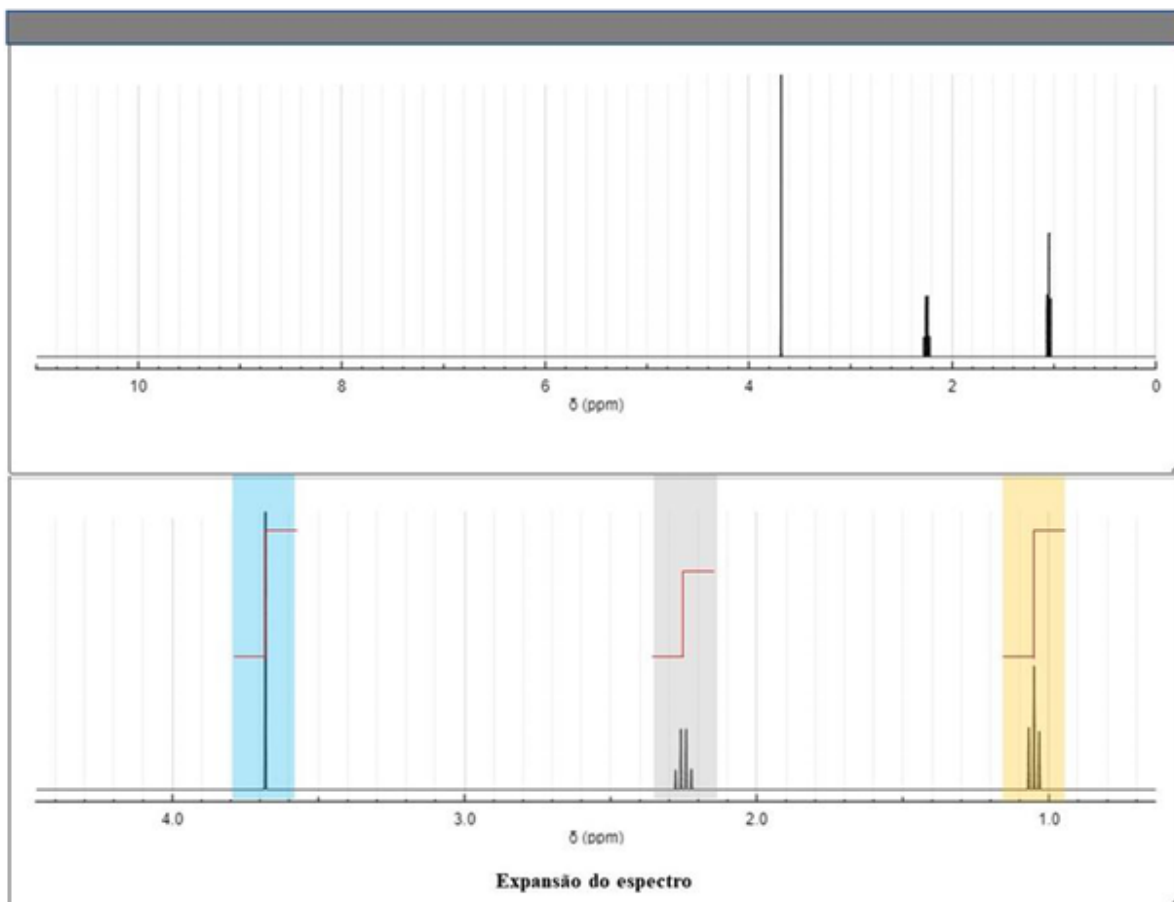 10 8 6 4 2 0
δ (ppm)
4.0 3.0 2.0 1.0
δ (ppm)
Expansão do espectro